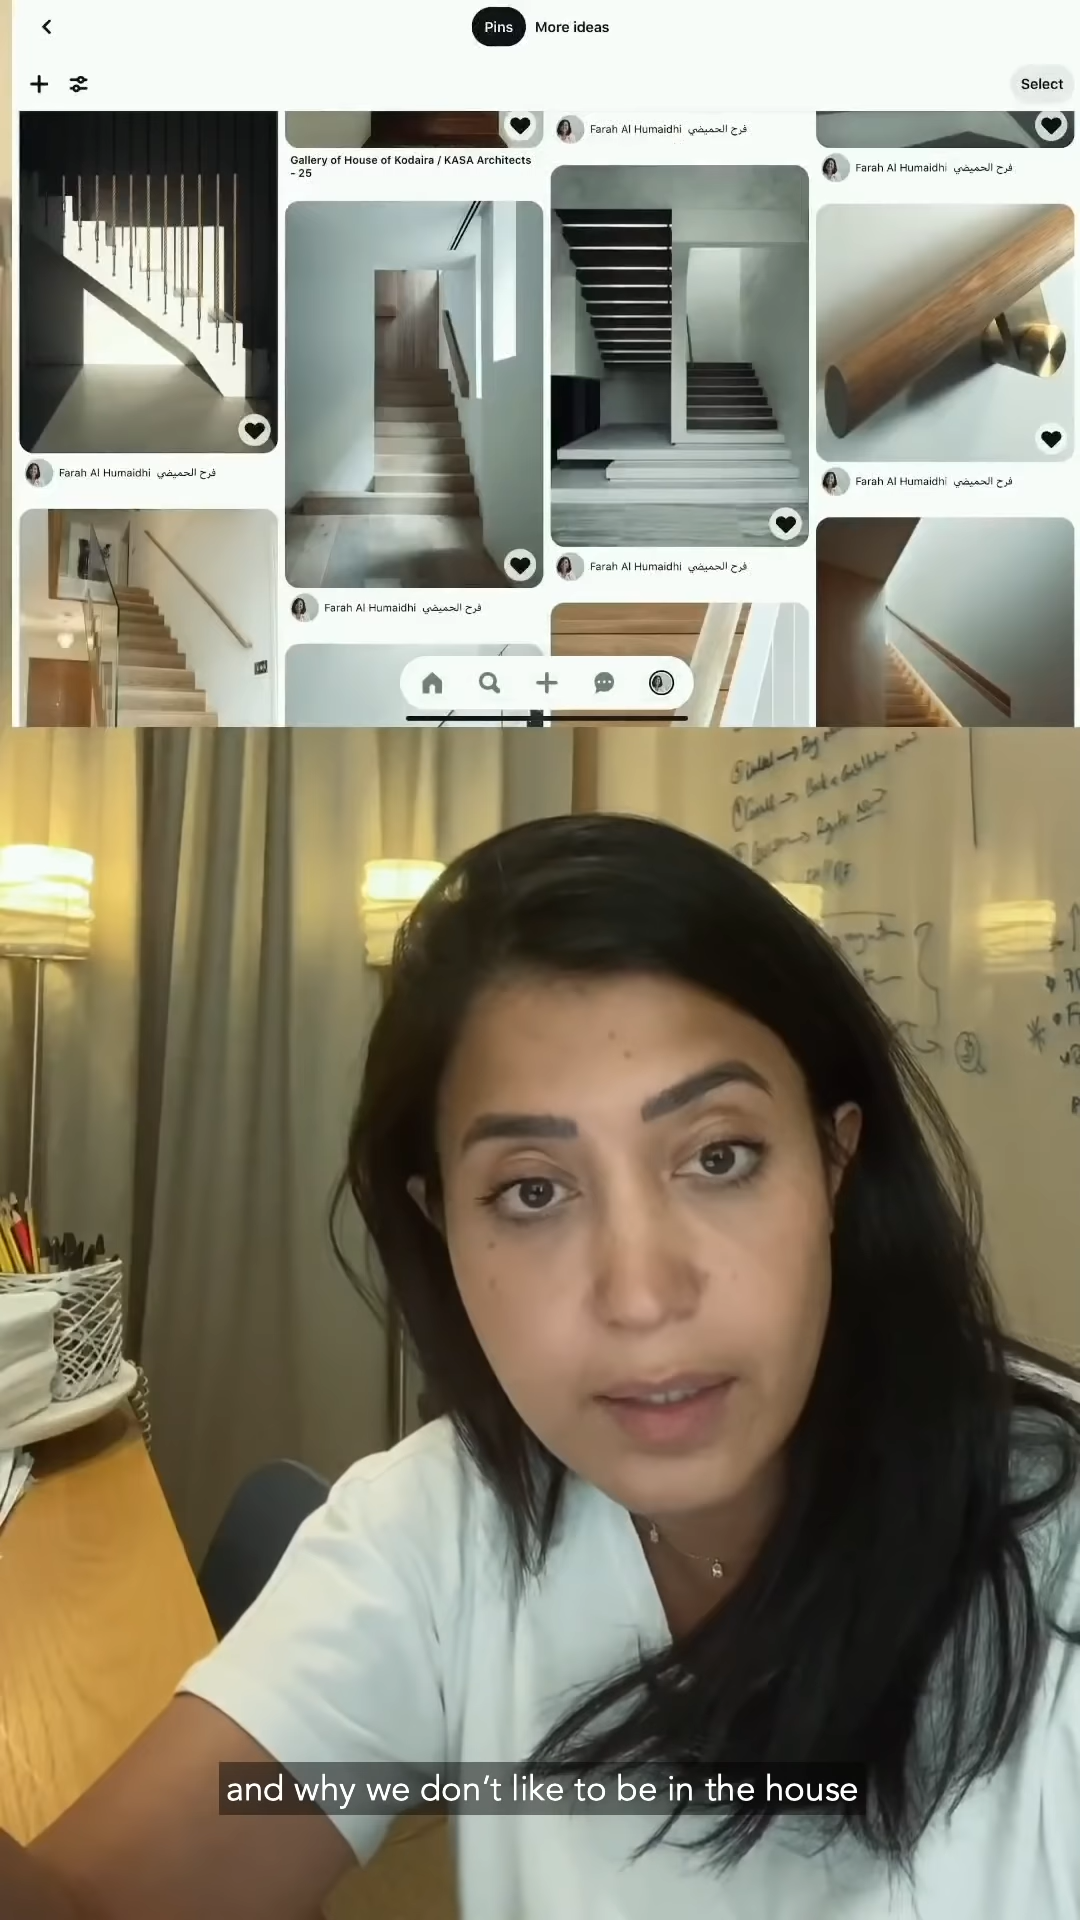 Pins
More ideas
Select
Farah Al Humaidhi فرح الحميضي
Gallery of House of Kodaira / KASA Architects
- 25
Farah Al Humaidhi فرح الحميضي
Farah Al Humaidhi فرح الحميضي
Farah Al Humaidhi فرح الحميضي
Farah Al Humaidhi فرح الحميضي
Farah Al Humaidhi فرح الحميضي
and why we don't like to be in the house